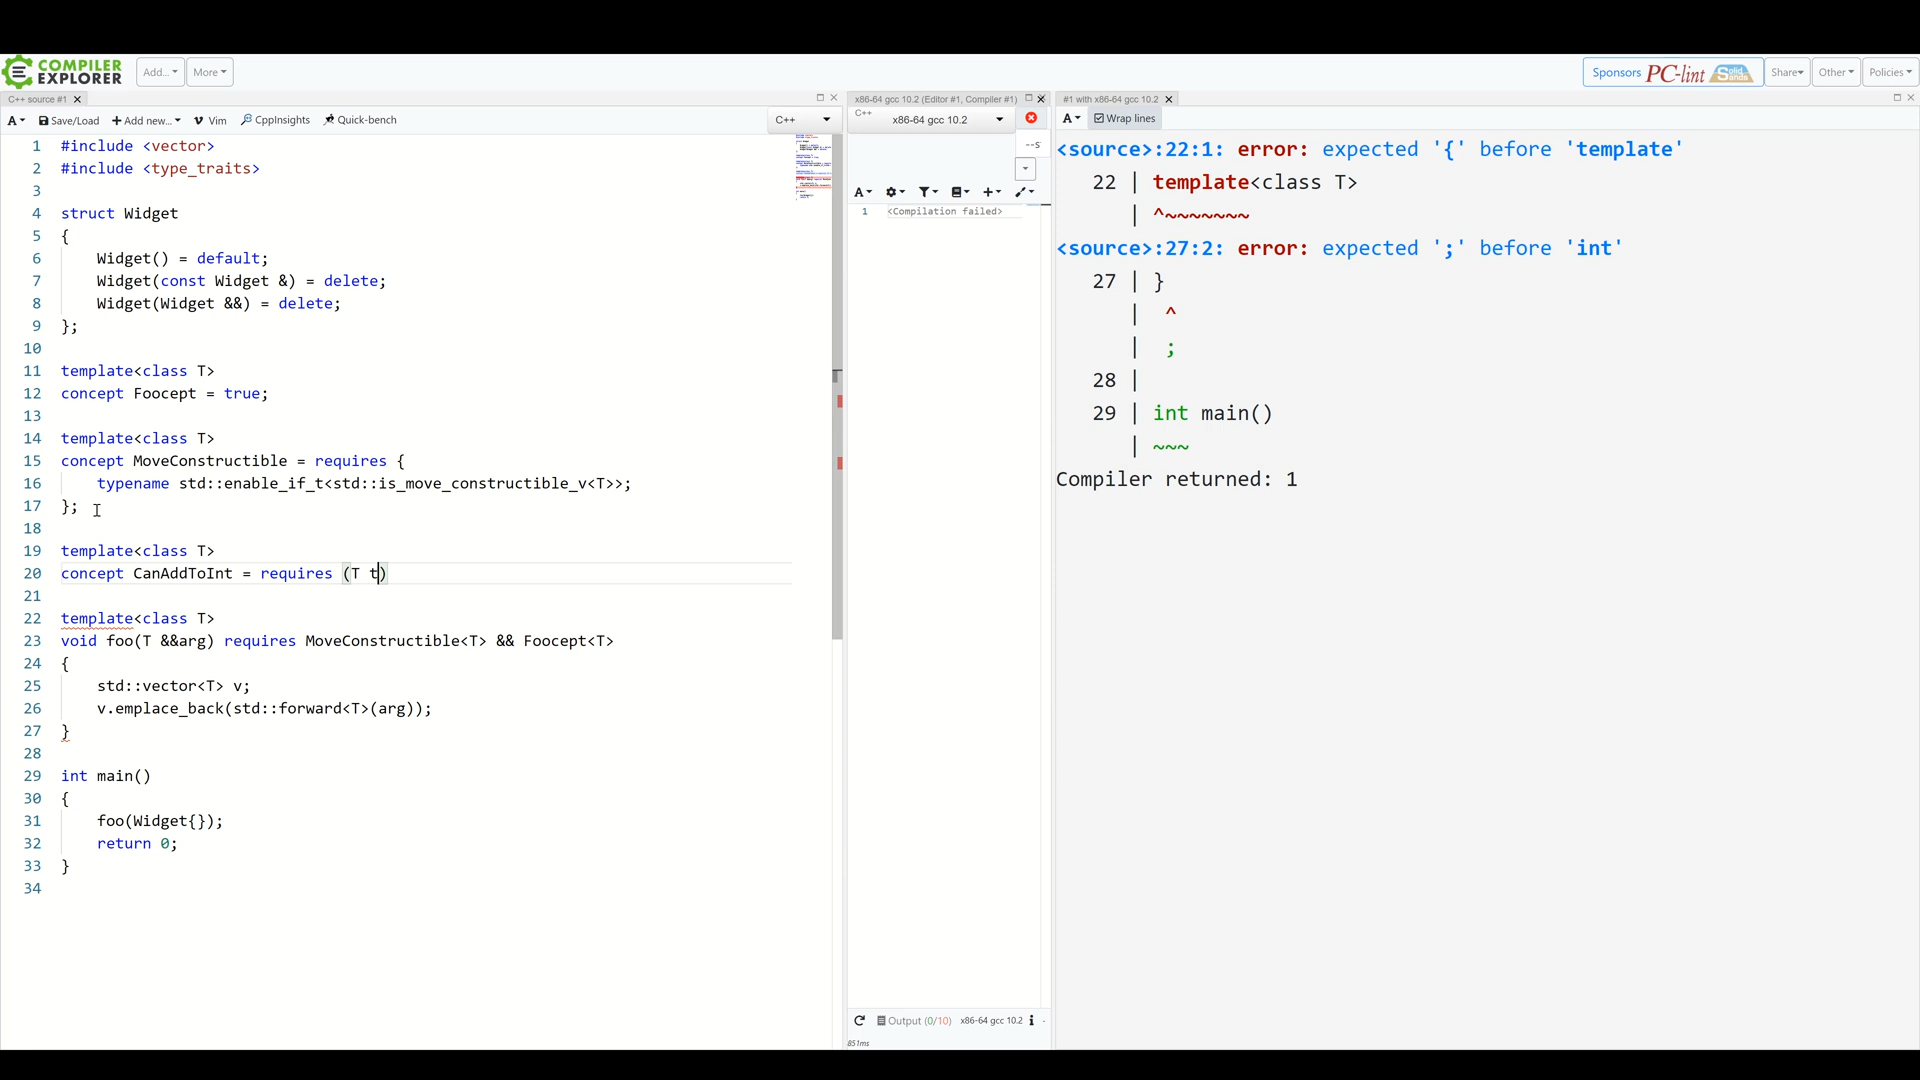 COMPILER
EXPLORER
Add...
More
Sponsors PC-lint Solid Sands
Share
Other
Policies
C++ source #1
A
Save/Load
Add new...
Vim
CppInsights
Quick-bench
C++
1 #include <vector>
2 #include <type_traits>
3
4 struct Widget
5 {
6 Widget() = default;
7 Widget(const Widget &) = delete;
8 Widget(Widget &&) = delete;
9 };
10
11 template<class T>
12 concept Foocept = true;
13
14 template<class T>
15 concept MoveConstructible = requires {
16 typename std::enable_if_t<std::is_move_constructible_v<T>>;
17 };
18
19 template<class T>
20 concept CanAddToInt = requires (T t)
21
22 template<class T>
23 void foo(T &&arg) requires MoveConstructible<T> && Foocept<T>
24 {
25 std::vector<T> v;
26 v.emplace_back(std::forward<T>(arg));
27 }
28
29 int main()
30 {
31 foo(Widget{});
32 return 0;
33 }
34
x86-64 gcc 10.2 (Editor #1, Compiler #1)
C++
x86-64 gcc 10.2
--s
A
1 <Compilation failed>
Output (0/10) x86-64 gcc 10.2 i -
851ms
#1 with x86-64 gcc 10.2
A
Wrap lines
<source>:22:1: error: expected '{' before 'template'
22 | template<class T>
| ^~~~~~~~
<source>:27:2: error: expected ';' before 'int'
27 | }
| ^
| ;
28 |
29 | int main()
| ~~~
Compiler returned: 1